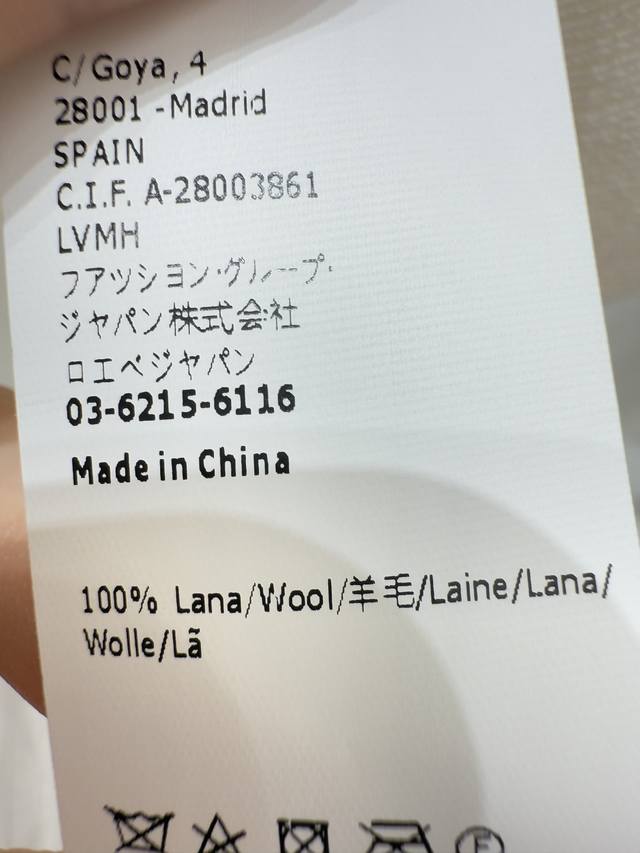 C/Goya, 4
28001 -Madrid
SPAIN
C.I.F. A-28003861
LVMH
フアッション・グループ・
ジャパン株式会社
ロエベジャパン
03-6215-6116
Made in China
100% Lana/Wool/羊毛/Laine/Lana/
Wolle/Lã
F